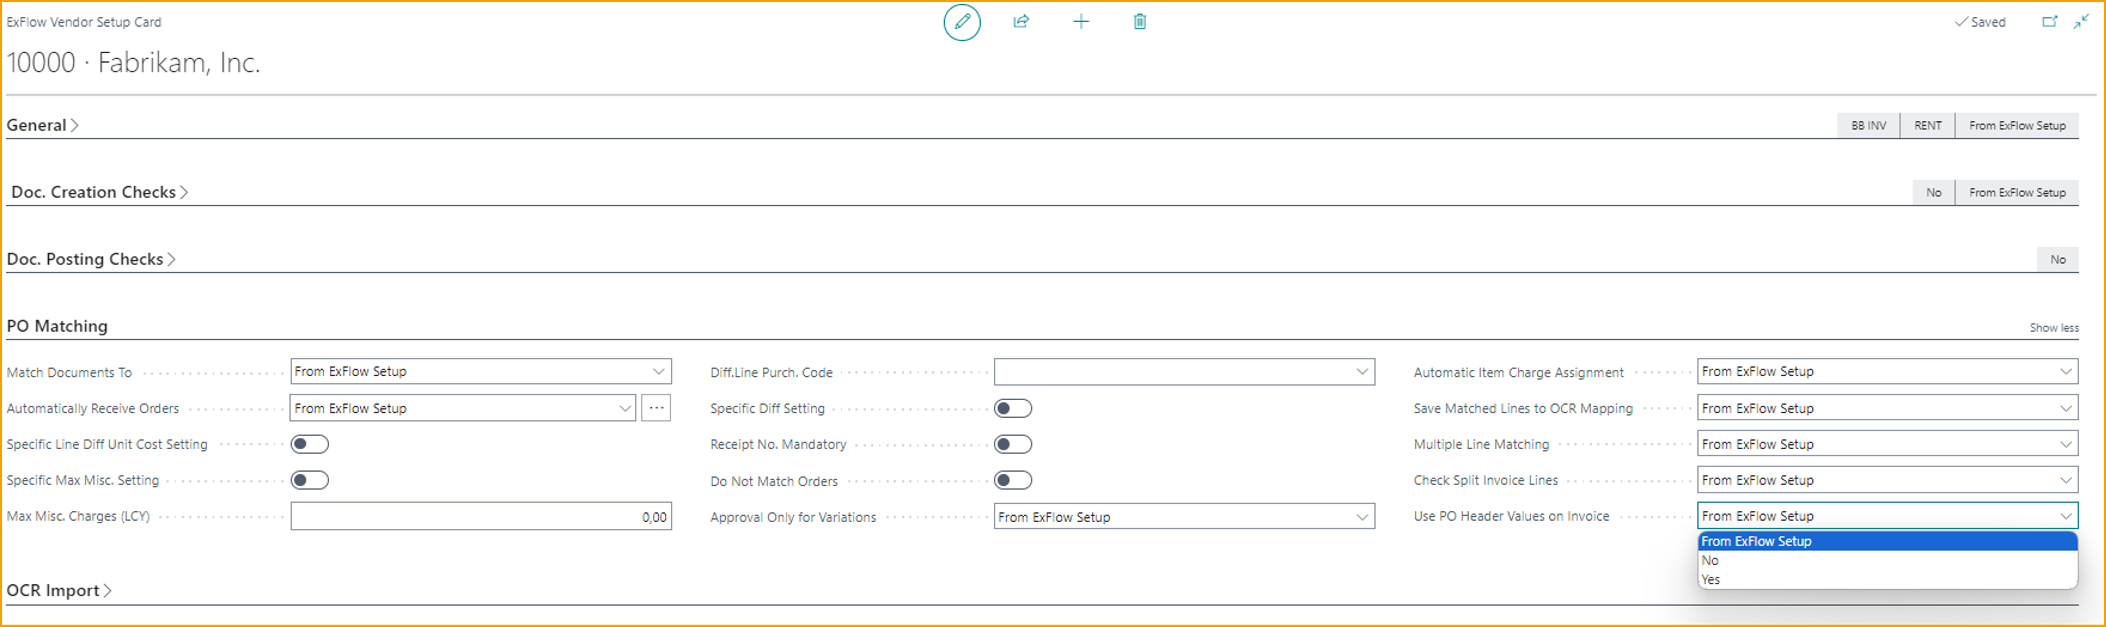 ExFlow Vendor Setup Card
Saved
10000 · Fabrikam, Inc.
General
BB INV RENT From ExFlow Setup
Doc. Creation Checks
No From ExFlow Setup
Doc. Posting Checks
No
PO Matching
Show less
Match Documents To From ExFlow Setup
Automatically Receive Orders From ExFlow Setup ...
Specific Line Diff Unit Cost Setting
Specific Max Misc. Setting
Max Misc. Charges (LCY) 0,00
Diff.Line Purch. Code
Specific Diff Setting
Receipt No. Mandatory
Do Not Match Orders
Approval Only for Variations From ExFlow Setup
Automatic Item Charge Assignment From ExFlow Setup
Save Matched Lines to OCR Mapping From ExFlow Setup
Multiple Line Matching From ExFlow Setup
Check Split Invoice Lines From ExFlow Setup
Use PO Header Values on Invoice From ExFlow Setup
From ExFlow Setup
No
Yes
OCR Import